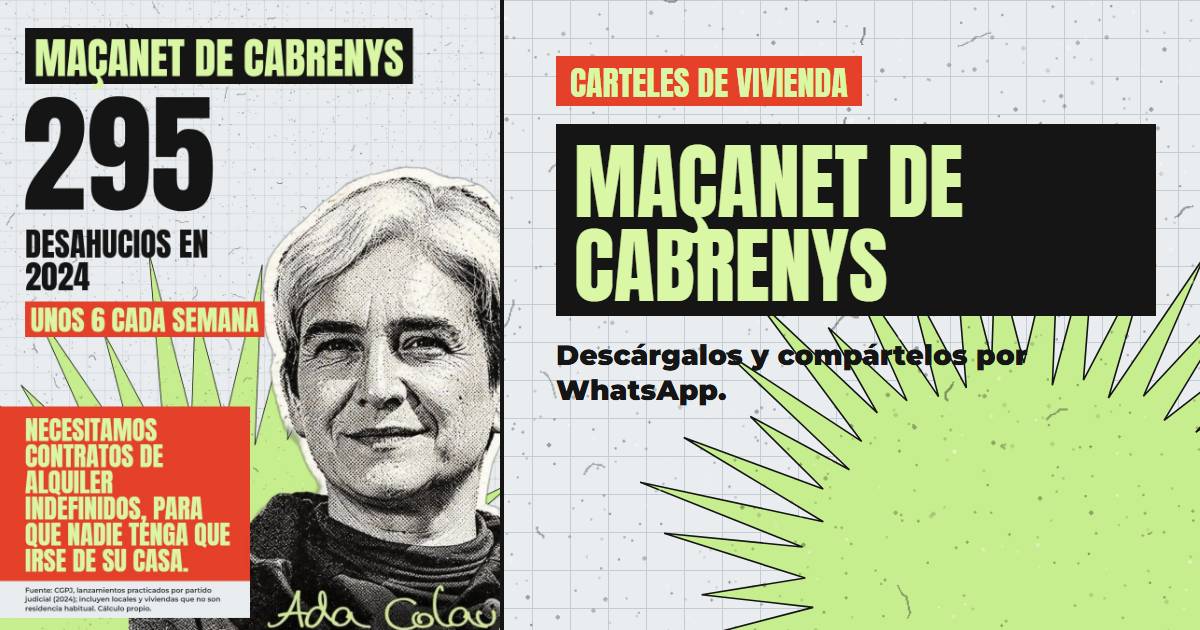 MAÇANET DE CABRENYS
295
DESAHUCIOS EN
2024
UNOS 6 CADA SEMANA
NECESITAMOS
CONTRATOS DE
ALQUILER
INDEFINIDOS, PARA
QUE NADIE TENGA QUE
IRSE DE SU CASA.
Fuente: CGPJ, lanzamientos practicados por partido
judicial (2024); incluyen locales y viviendas que no son
residencia habitual. Cálculo propio.
Ada Colau
CARTELES DE VIVIENDA
MAÇANET DE
CABRENYS
Descárgalos y compártelos por
WhatsApp.